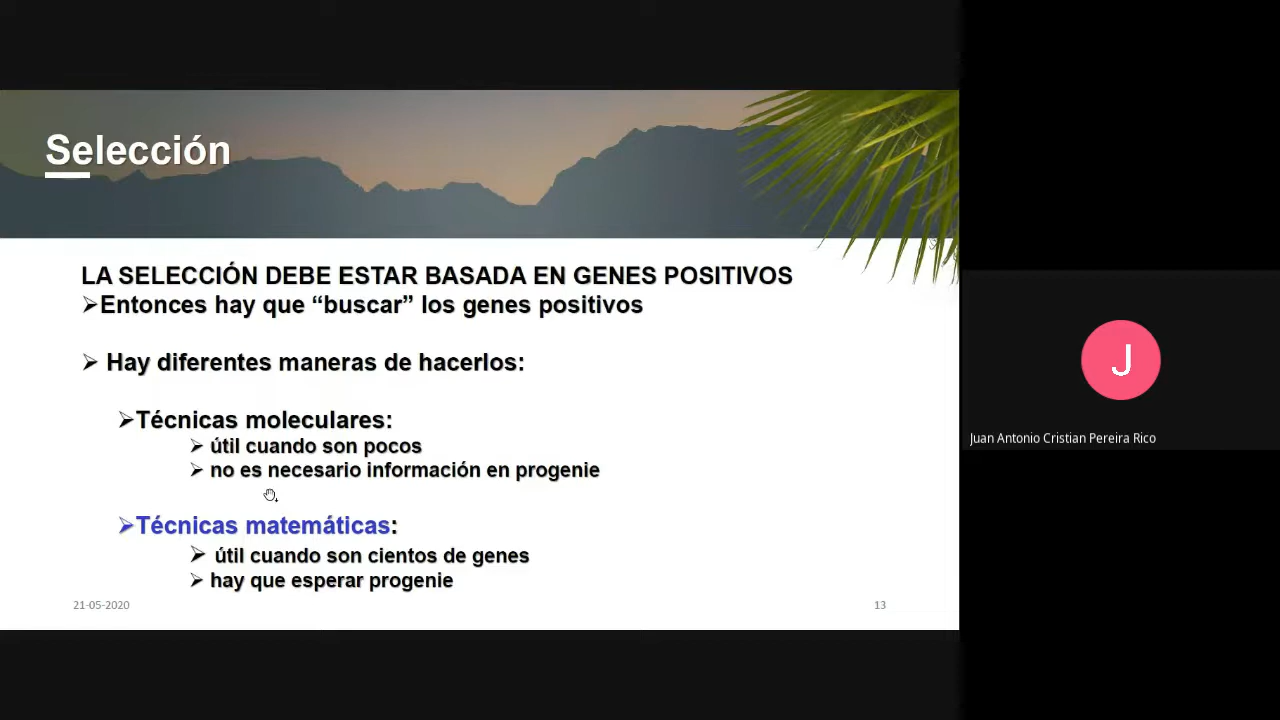 Selección
LA SELECCIÓN DEBE ESTAR BASADA EN GENES POSITIVOS
➢Entonces hay que “buscar” los genes positivos
➢ Hay diferentes maneras de hacerlos:
➢Técnicas moleculares:
➢ útil cuando son pocos
➢ no es necesario información en progenie
➢Técnicas matemáticas:
➢ útil cuando son cientos de genes
➢ hay que esperar progenie
21-05-2020
13
J
Juan Antonio Cristian Pereira Rico